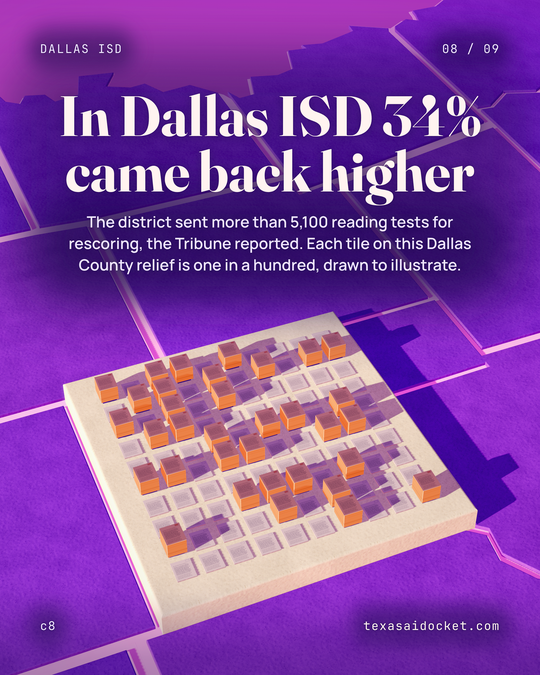 DALLAS ISD
08 / 09
In Dallas ISD 34%
came back higher
The district sent more than 5,100 reading tests for
rescoring, the Tribune reported. Each tile on this Dallas
County relief is one in a hundred, drawn to illustrate.
c8
texasaidocket.com